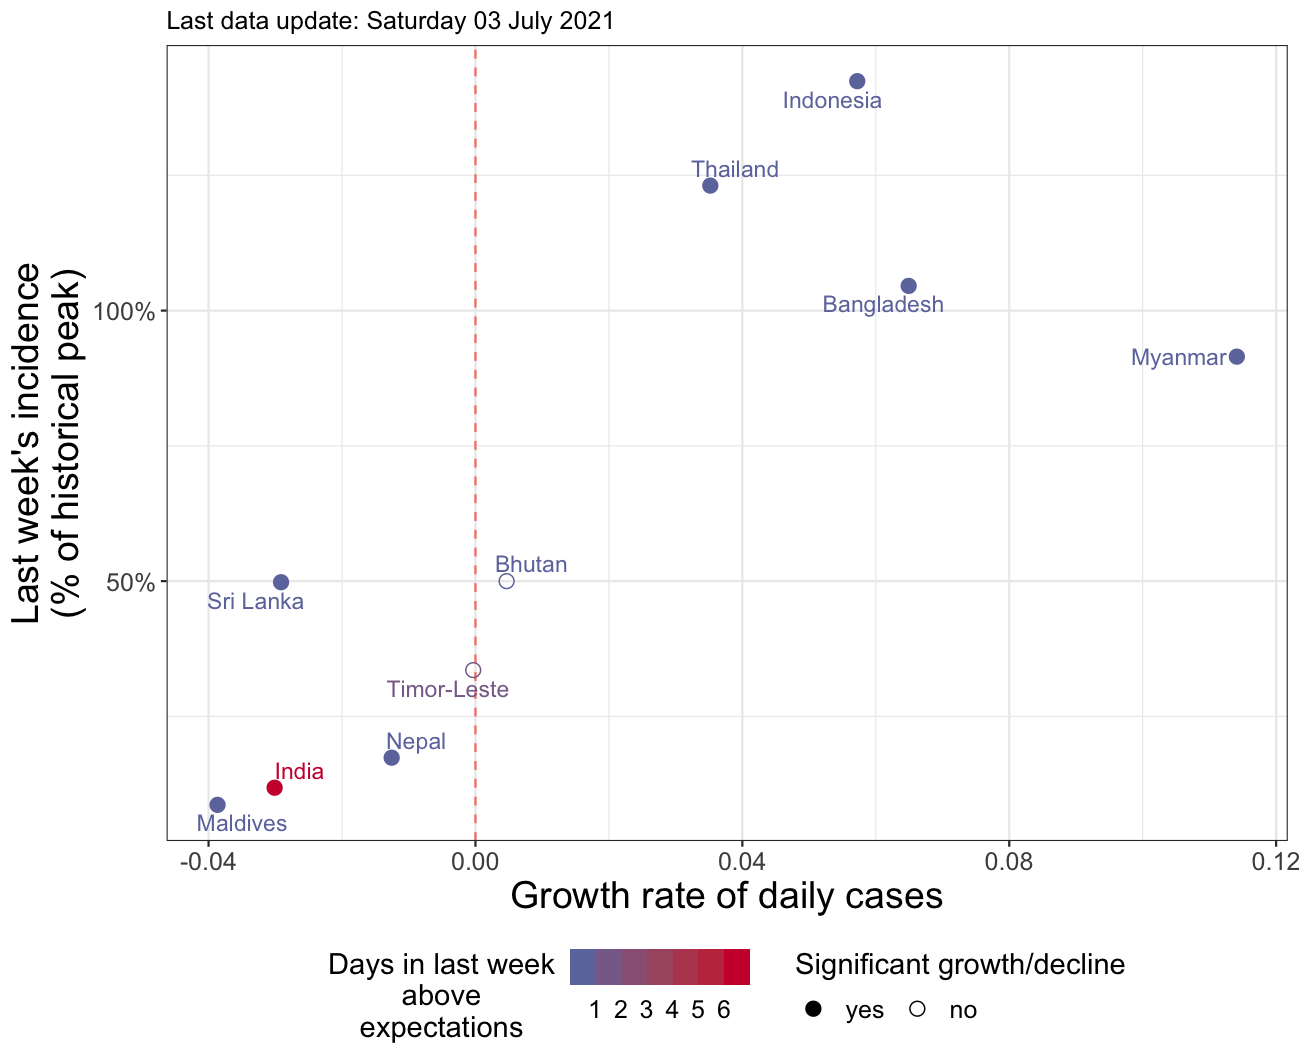 Last data update: Saturday 03 July 2021
Indonesia
Thailand
Bangladesh
Myanmar
Bhutan
Sri Lanka
Timor-Leste
Nepal
India
Maldives
Last week's incidence
(% of historical peak)
100%
50%
-0.04 0.00 0.04 0.08 0.12
Growth rate of daily cases
Days in last week
above
expectations
1 2 3 4 5 6
Significant growth/decline
yes no